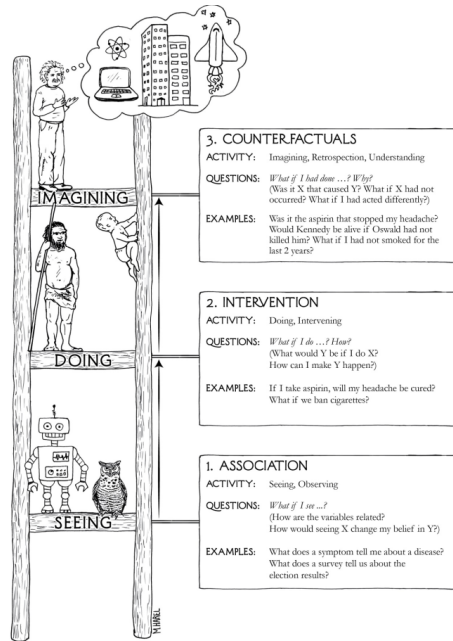 3. COUNTERFACTUALS
ACTIVITY: Imagining, Retrospection, Understanding
QUESTIONS: What if I had done …? Why?
(Was it X that caused Y? What if X had not
occurred? What if I had acted differently?)
EXAMPLES: Was it the aspirin that stopped my headache?
Would Kennedy be alive if Oswald had not
killed him? What if I had not smoked for the
last 2 years?
IMAGINING
2. INTERVENTION
ACTIVITY: Doing, Intervening
QUESTIONS: What if I do …? How?
(What would Y be if I do X?
How can I make Y happen?)
EXAMPLES: If I take aspirin, will my headache be cured?
What if we ban cigarettes?
DOING
1. ASSOCIATION
ACTIVITY: Seeing, Observing
QUESTIONS: What if I see ...?
(How are the variables related?
How would seeing X change my belief in Y?)
EXAMPLES: What does a symptom tell me about a disease?
What does a survey tell us about the
election results?
SEEING
M.HAREL